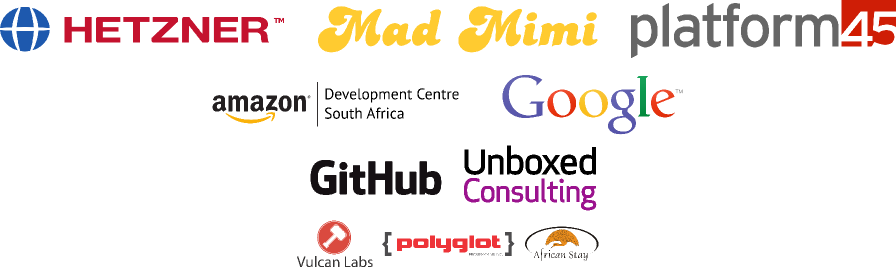 HETZNER™
Mad Mimi
platform45
amazon®
Development Centre
South Africa
Google™
GitHub
Unboxed
Consulting
Vulcan Labs
{polyglot}
African Stay